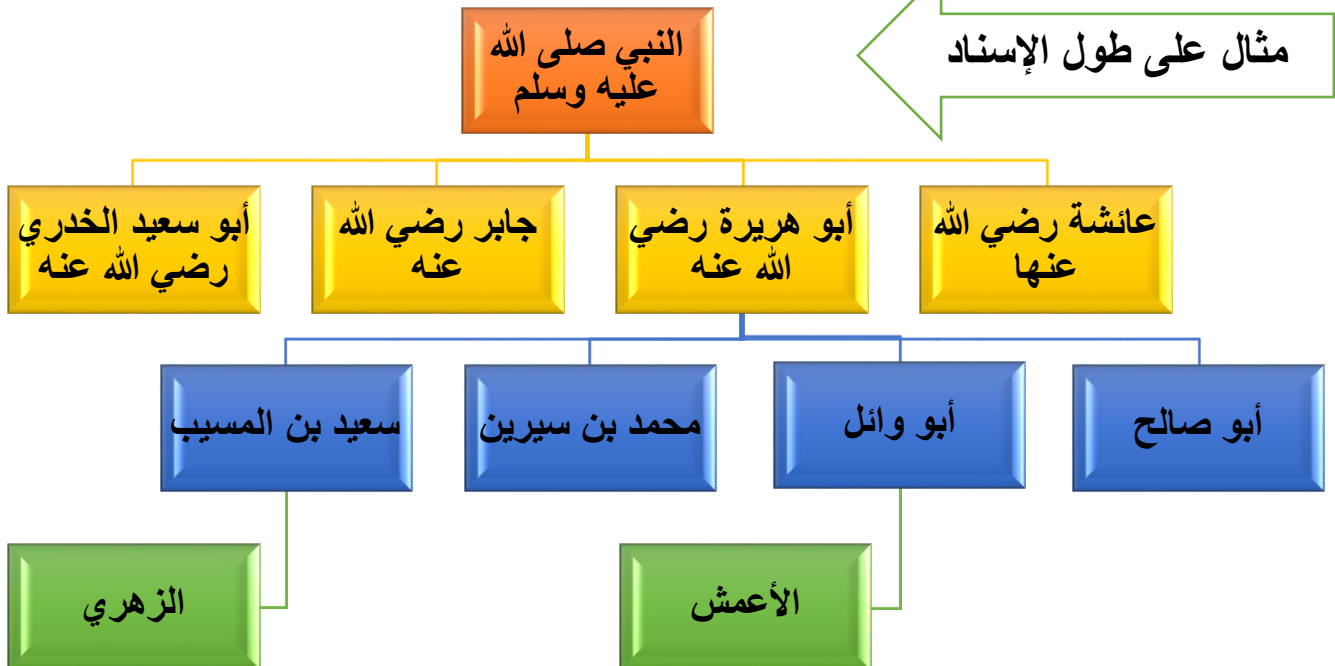 مثال على طول الإسناد
النبي صلى الله
عليه وسلم
عائشة رضي الله
عنها
أبو هريرة رضي
الله عنه
جابر رضي الله
عنه
أبو سعيد الخدري
رضي الله عنه
أبو صالح
أبو وائل
محمد بن سيرين
سعيد بن المسيب
الأعمش
الزهري